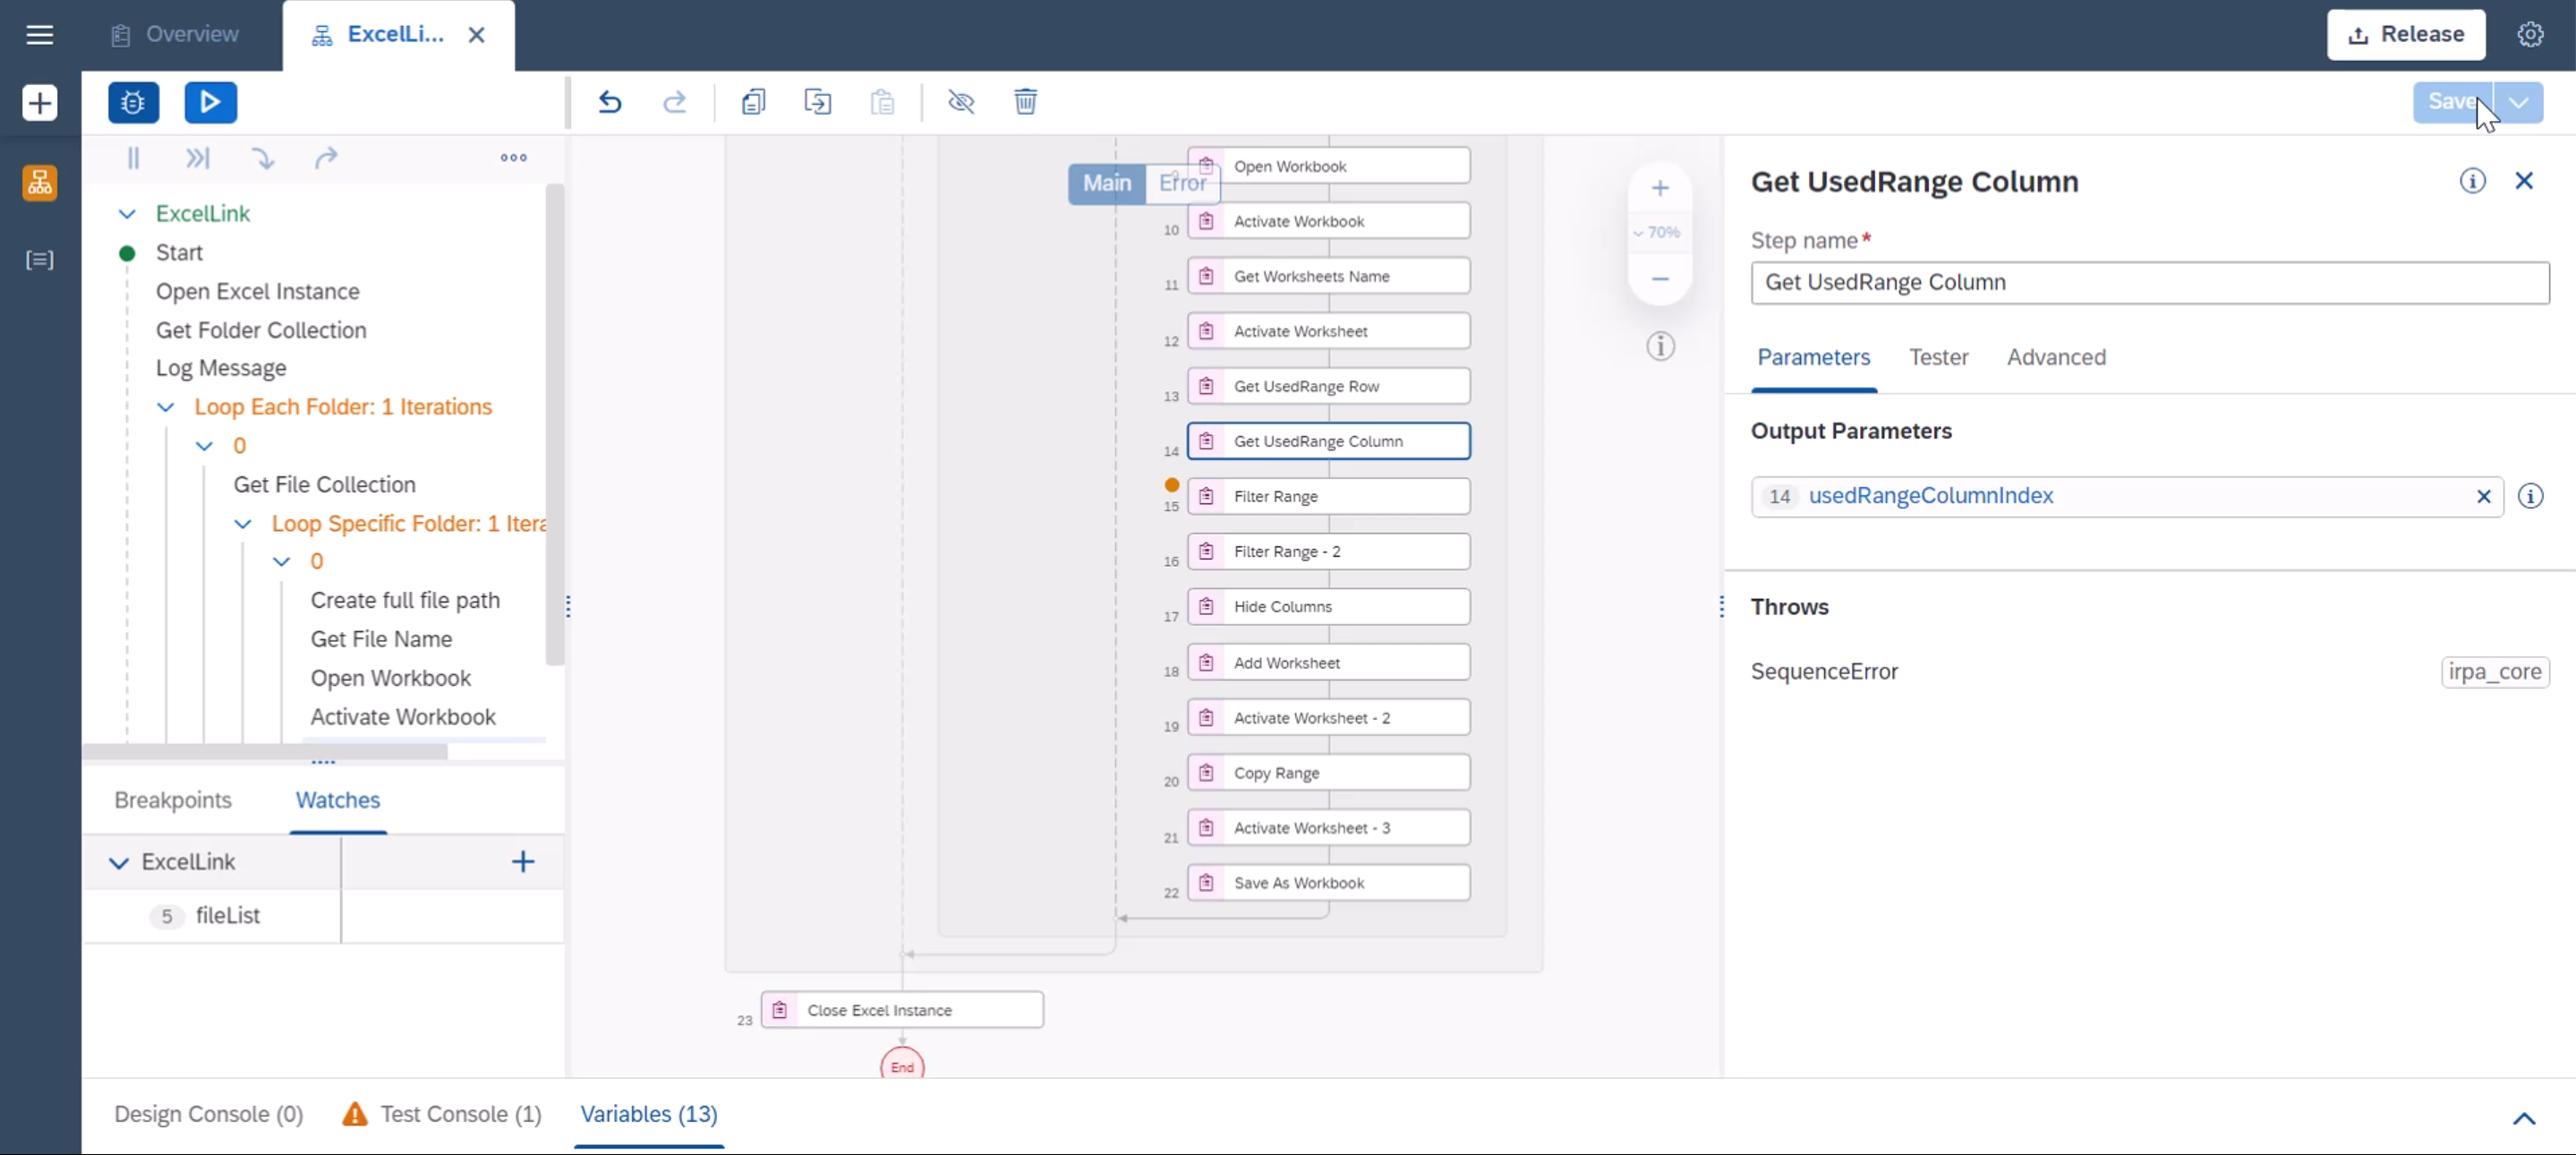 Overview
ExcelLi...
Release
Save
ExcelLink
Start
Open Excel Instance
Get Folder Collection
Log Message
Loop Each Folder: 1 Iterations
0
Get File Collection
Loop Specific Folder: 1 Itera
0
Create full file path
Get File Name
Open Workbook
Activate Workbook
Breakpoints
Watches
ExcelLink
5 fileList
Main
Error
Open Workbook
10 Activate Workbook
11 Get Worksheets Name
12 Activate Worksheet
13 Get UsedRange Row
14 Get UsedRange Column
15 Filter Range
16 Filter Range - 2
17 Hide Columns
18 Add Worksheet
19 Activate Worksheet - 2
20 Copy Range
21 Activate Worksheet - 3
22 Save As Workbook
23 Close Excel Instance
End
70%
Get UsedRange Column
Step name*
Get UsedRange Column
Parameters
Tester
Advanced
Output Parameters
14 usedRangeColumnIndex
Throws
SequenceError
irpa_core
Design Console (0)
Test Console (1)
Variables (13)